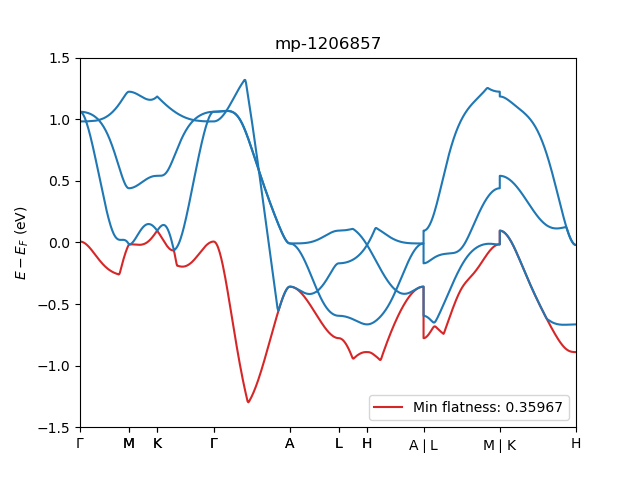 mp-1206857
1.5
1.0
0.5
0.0
−0.5
−1.0
−1.5
E − E_F (eV)
Min flatness: 0.35967
Γ M K Γ A L H A | L M | K H